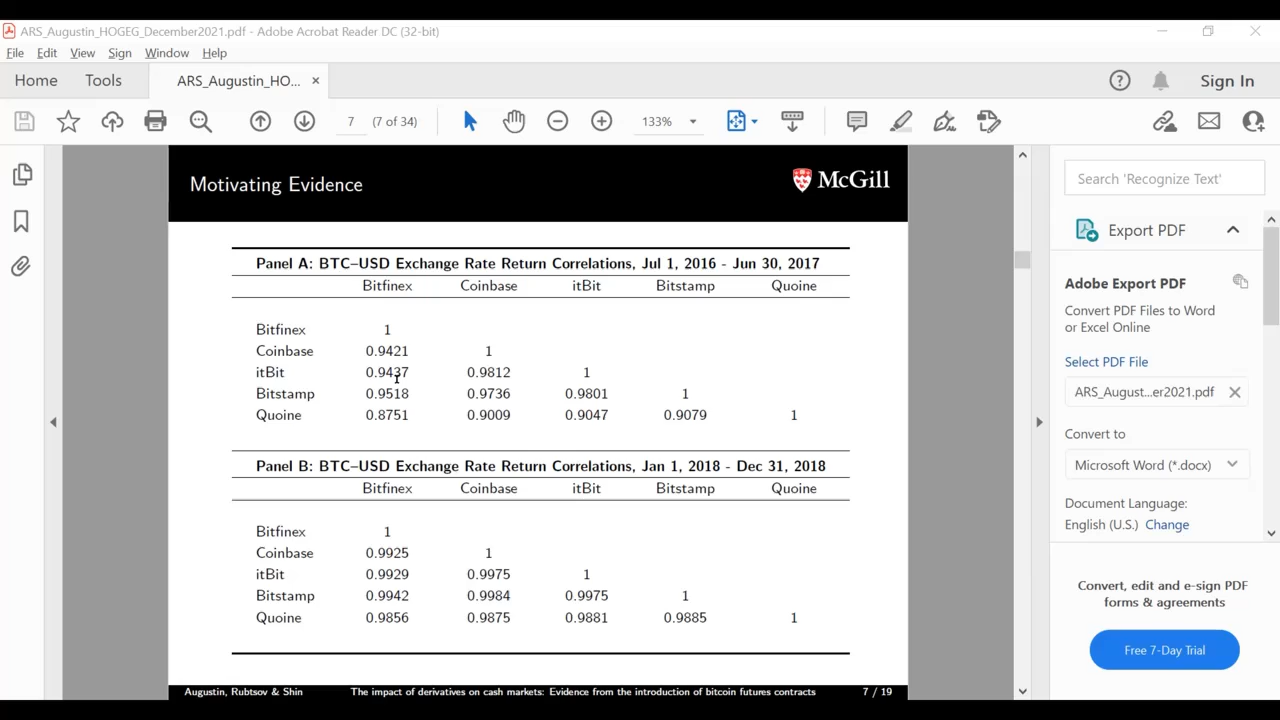 ARS_Augustin_HOGEG_December2021.pdf - Adobe Acrobat Reader DC (32-bit)
File Edit View Sign Window Help
Home Tools ARS_Augustin_HO... × Sign In
7 (7 of 34) 133%
Motivating Evidence McGill
Search 'Recognize Text'
Export PDF
Adobe Export PDF
Convert PDF Files to Word
or Excel Online
Select PDF File
ARS_August...er2021.pdf
Convert to
Microsoft Word (*.docx)
Document Language:
English (U.S.) Change
Convert, edit and e-sign PDF
forms & agreements
Free 7-Day Trial
Panel A: BTC–USD Exchange Rate Return Correlations, Jul 1, 2016 - Jun 30, 2017
Bitfinex Coinbase itBit Bitstamp Quoine
Bitfinex 1
Coinbase 0.9421 1
itBit 0.9437 0.9812 1
Bitstamp 0.9518 0.9736 0.9801 1
Quoine 0.8751 0.9009 0.9047 0.9079 1
Panel B: BTC–USD Exchange Rate Return Correlations, Jan 1, 2018 - Dec 31, 2018
Bitfinex Coinbase itBit Bitstamp Quoine
Bitfinex 1
Coinbase 0.9925 1
itBit 0.9929 0.9975 1
Bitstamp 0.9942 0.9984 0.9975 1
Quoine 0.9856 0.9875 0.9881 0.9885 1
Augustin, Rubtsov & Shin The impact of derivatives on cash markets: Evidence from the introduction of bitcoin futures contracts 7 / 19